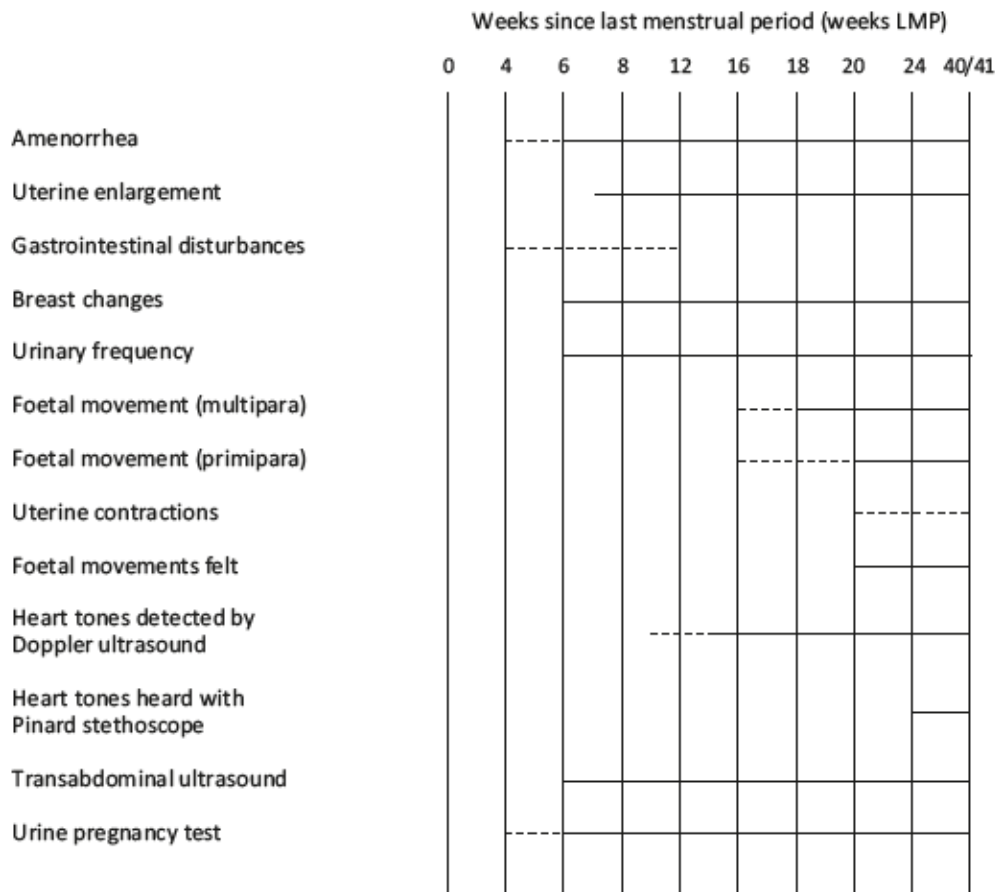 Weeks since last menstrual period (weeks LMP)
0 4 6 8 12 16 18 20 24 40/41
Amenorrhea
Uterine enlargement
Gastrointestinal disturbances
Breast changes
Urinary frequency
Foetal movement (multipara)
Foetal movement (primipara)
Uterine contractions
Foetal movements felt
Heart tones detected by
Doppler ultrasound
Heart tones heard with
Pinard stethoscope
Transabdominal ultrasound
Urine pregnancy test